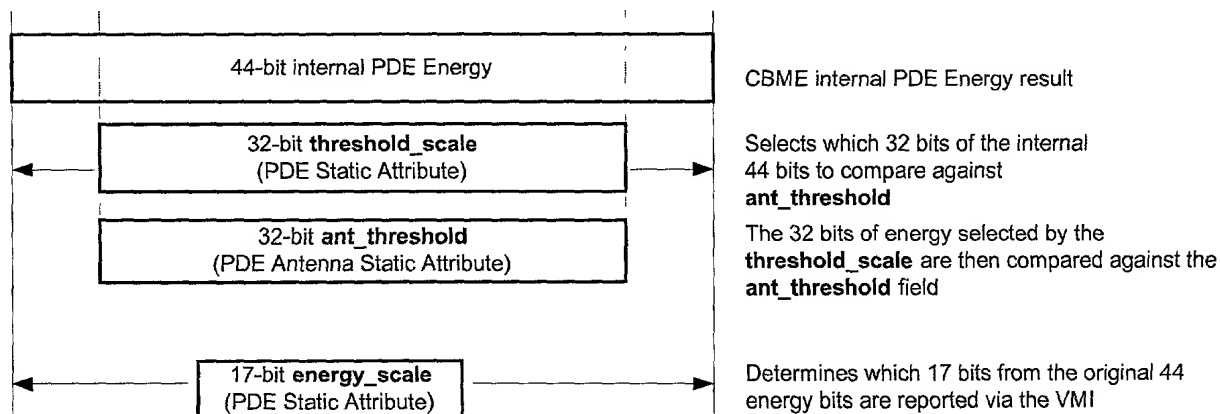 44-bit internal PDE Energy
CBME internal PDE Energy result
32-bit threshold_scale
(PDE Static Attribute)
Selects which 32 bits of the internal
44 bits to compare against
ant_threshold
32-bit ant_threshold
(PDE Antenna Static Attribute)
The 32 bits of energy selected by the
threshold_scale are then compared against the
ant_threshold field
17-bit energy_scale
(PDE Static Attribute)
Determines which 17 bits from the original 44
energy bits are reported via the VMI